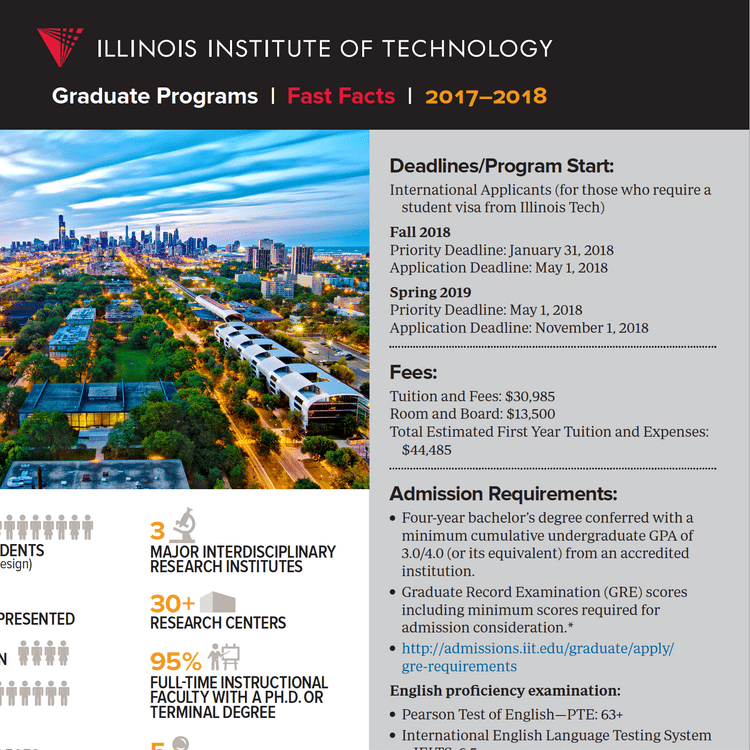 ILLINOIS INSTITUTE OF TECHNOLOGY
Graduate Programs | Fast Facts | 2017–2018
DENTS
esign)
PRESENTED
N
3
MAJOR INTERDISCIPLINARY
RESEARCH INSTITUTES
30+
RESEARCH CENTERS
95%
FULL-TIME INSTRUCTIONAL
FACULTY WITH A PH.D. OR
TERMINAL DEGREE
Deadlines/Program Start:
International Applicants (for those who require a
student visa from Illinois Tech)
Fall 2018
Priority Deadline: January 31, 2018
Application Deadline: May 1, 2018
Spring 2019
Priority Deadline: May 1, 2018
Application Deadline: November 1, 2018
Fees:
Tuition and Fees: $30,985
Room and Board: $13,500
Total Estimated First Year Tuition and Expenses:
$44,485
Admission Requirements:
• Four-year bachelor’s degree conferred with a
minimum cumulative undergraduate GPA of
3.0/4.0 (or its equivalent) from an accredited
institution.
• Graduate Record Examination (GRE) scores
including minimum scores required for
admission consideration.*
• http://admissions.iit.edu/graduate/apply/
gre-requirements
English proficiency examination:
• Pearson Test of English—PTE: 63+
• International English Language Testing System